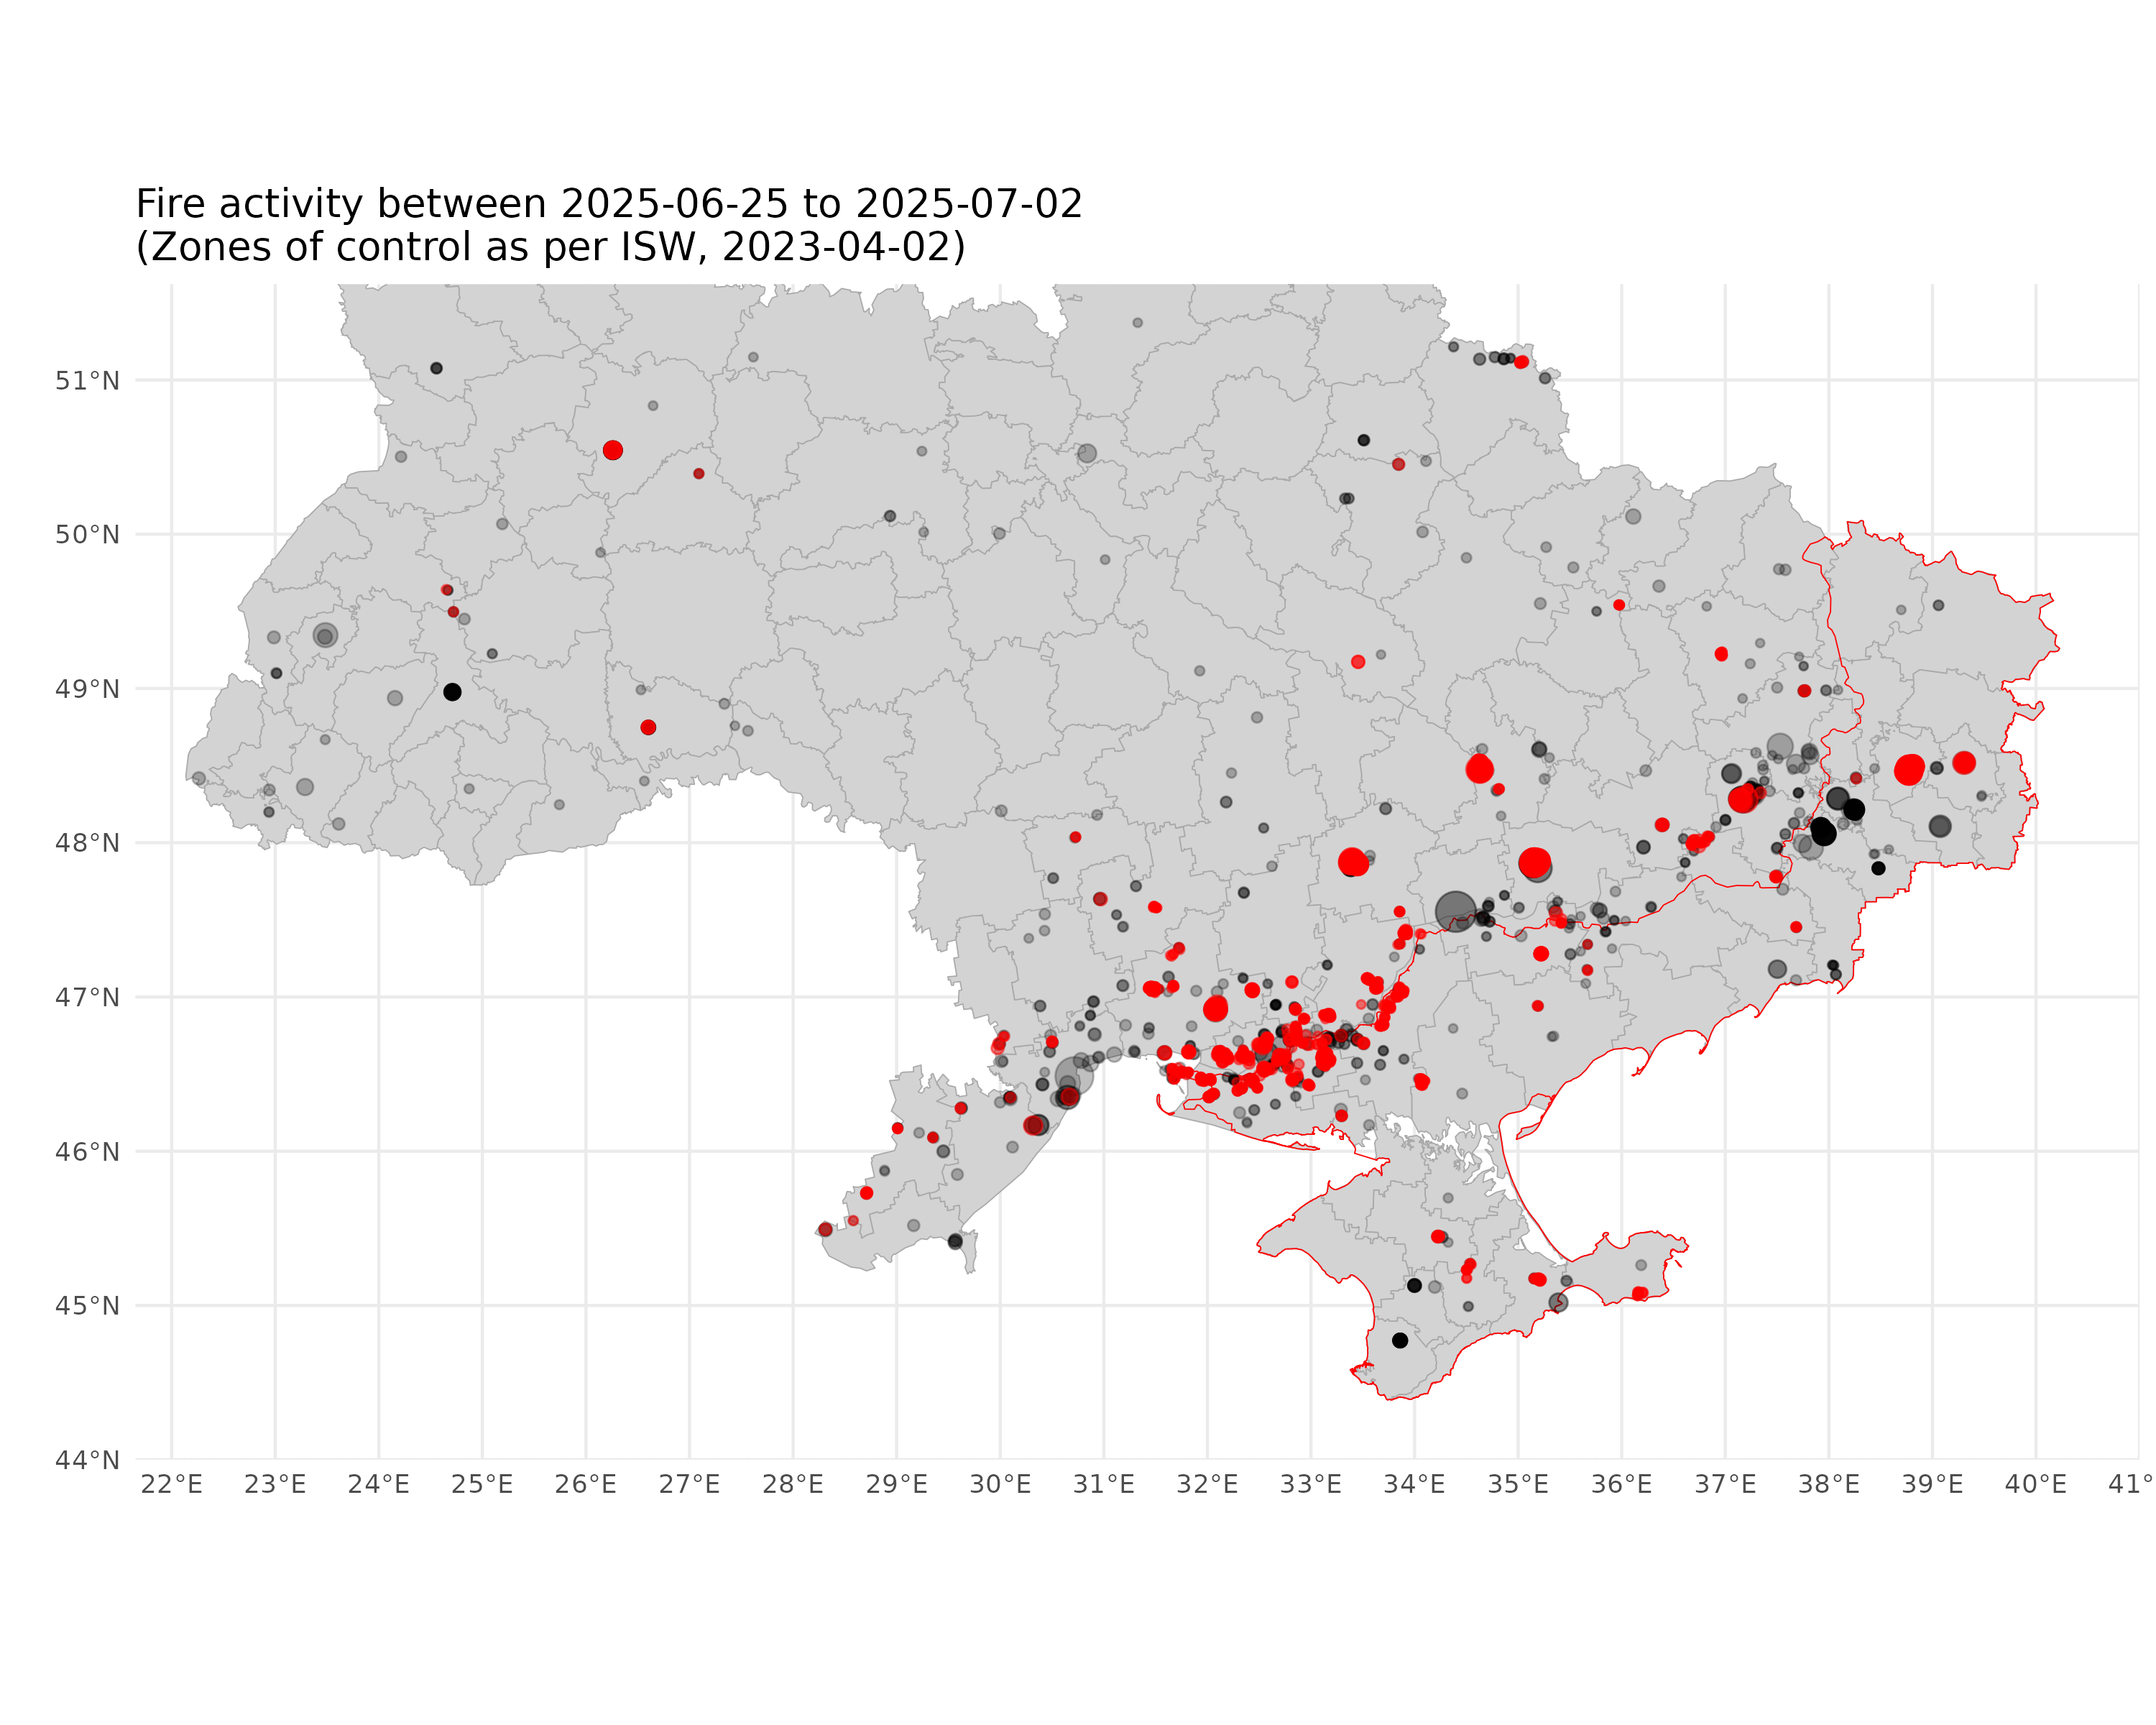 Fire activity between 2025-06-25 to 2025-07-02
(Zones of control as per ISW, 2023-04-02)
51°N
50°N
49°N
48°N
47°N
46°N
45°N
44°N
22°E 23°E 24°E 25°E 26°E 27°E 28°E 29°E 30°E 31°E 32°E 33°E 34°E 35°E 36°E 37°E 38°E 39°E 40°E 41°